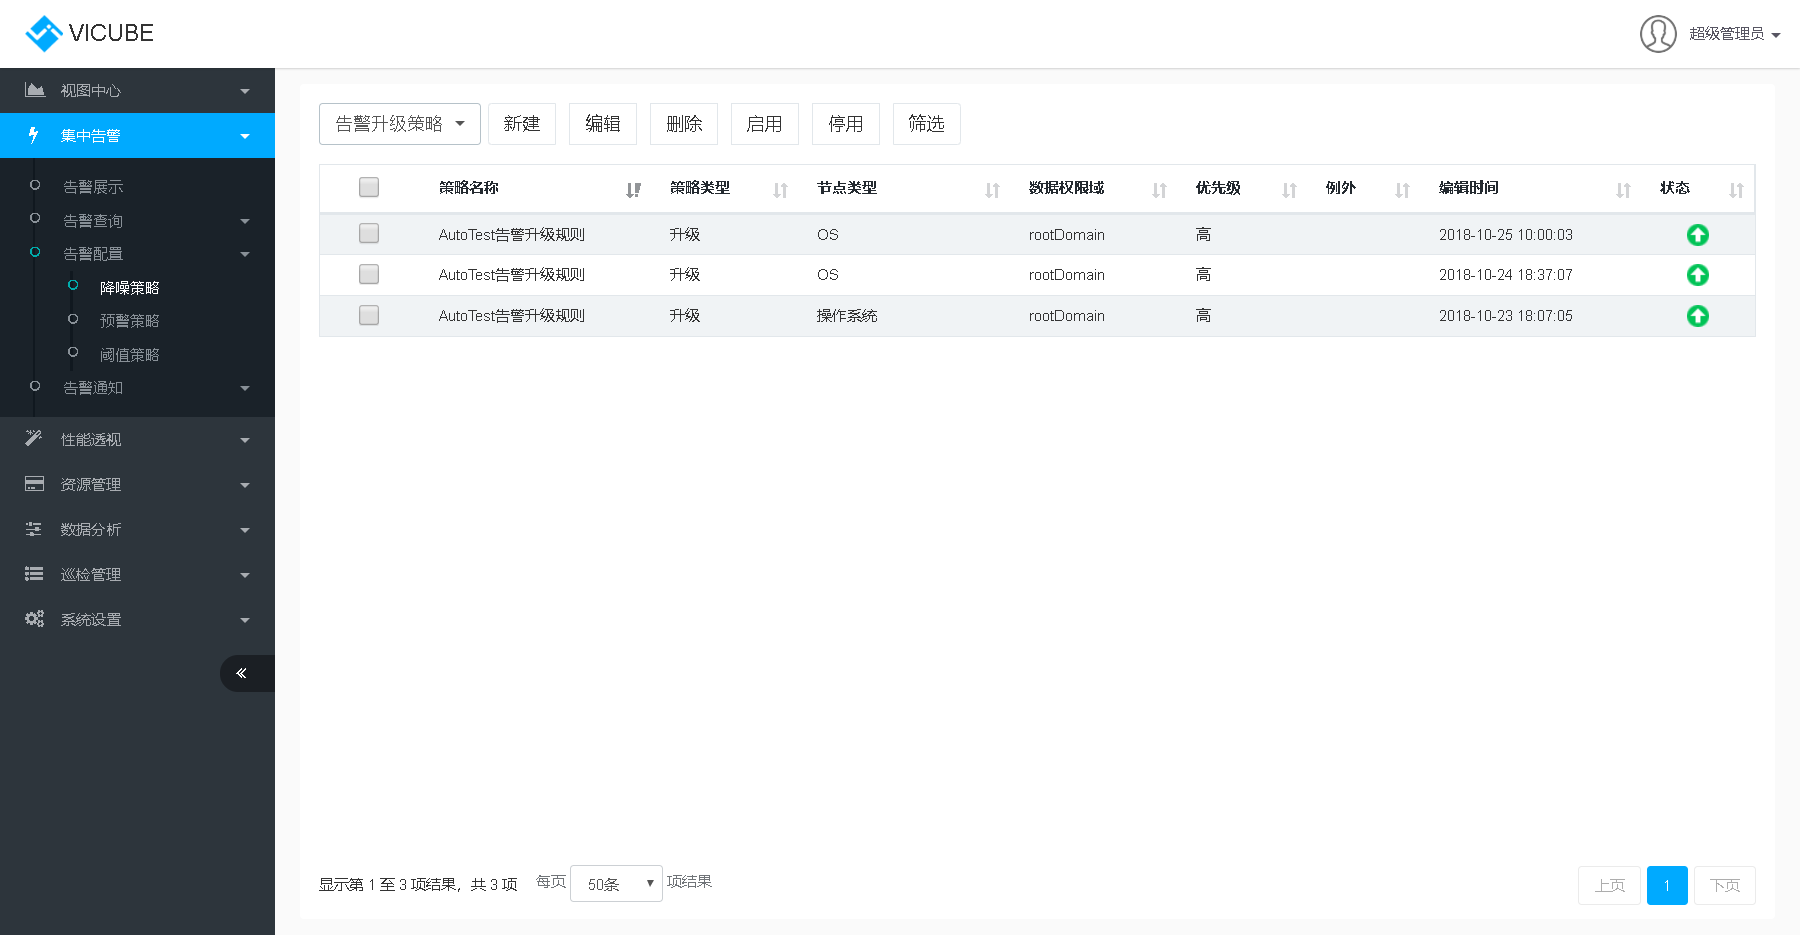 VICUBE
超级管理员
视图中心
集中告警
告警展示
告警查询
告警配置
降噪策略
预警策略
阈值策略
告警通知
性能透视
资源管理
数据分析
巡检管理
系统设置
告警升级策略 新建 编辑 删除 启用 停用 筛选
策略名称 策略类型 节点类型 数据权限域 优先级 例外 编辑时间 状态
AutoTest告警升级规则 升级 OS rootDomain 高 2018-10-25 10:00:03
AutoTest告警升级规则 升级 OS rootDomain 高 2018-10-24 18:37:07
AutoTest告警升级规则 升级 操作系统 rootDomain 高 2018-10-23 18:07:05
显示第 1 至 3 项结果，共 3 项 每页 50条 项结果 上页 1 下页